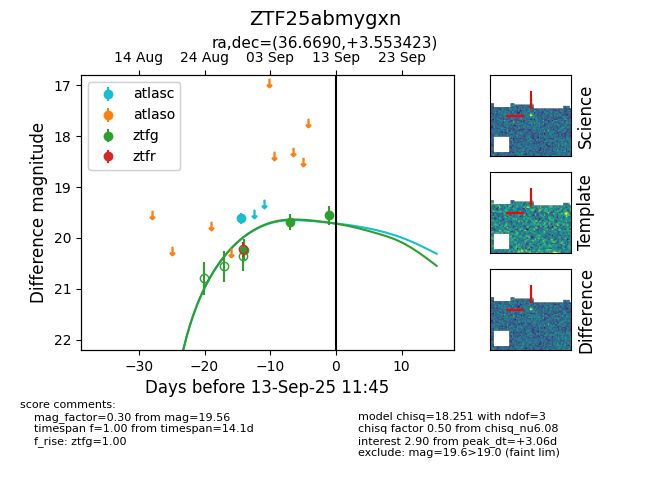 ZTF25abmygxn
ra,dec=(36.6690,+3.553423)
14 Aug 24 Aug 03 Sep 13 Sep 23 Sep
atlasc
atlaso
ztfg
ztfr
17
18
19
20
21
22
Difference magnitude
−30 −20 −10 0 10
Days before 13-Sep-25 11:45
Science
Template
Difference
score comments:
mag_factor=0.30 from mag=19.56
timespan f=1.00 from timespan=14.1d
f_rise: ztfg=1.00
model chisq=18.251 with ndof=3
chisq factor 0.50 from chisq_nu6.08
interest 2.90 from peak_dt=+3.06d
exclude: mag=19.6>19.0 (faint lim)